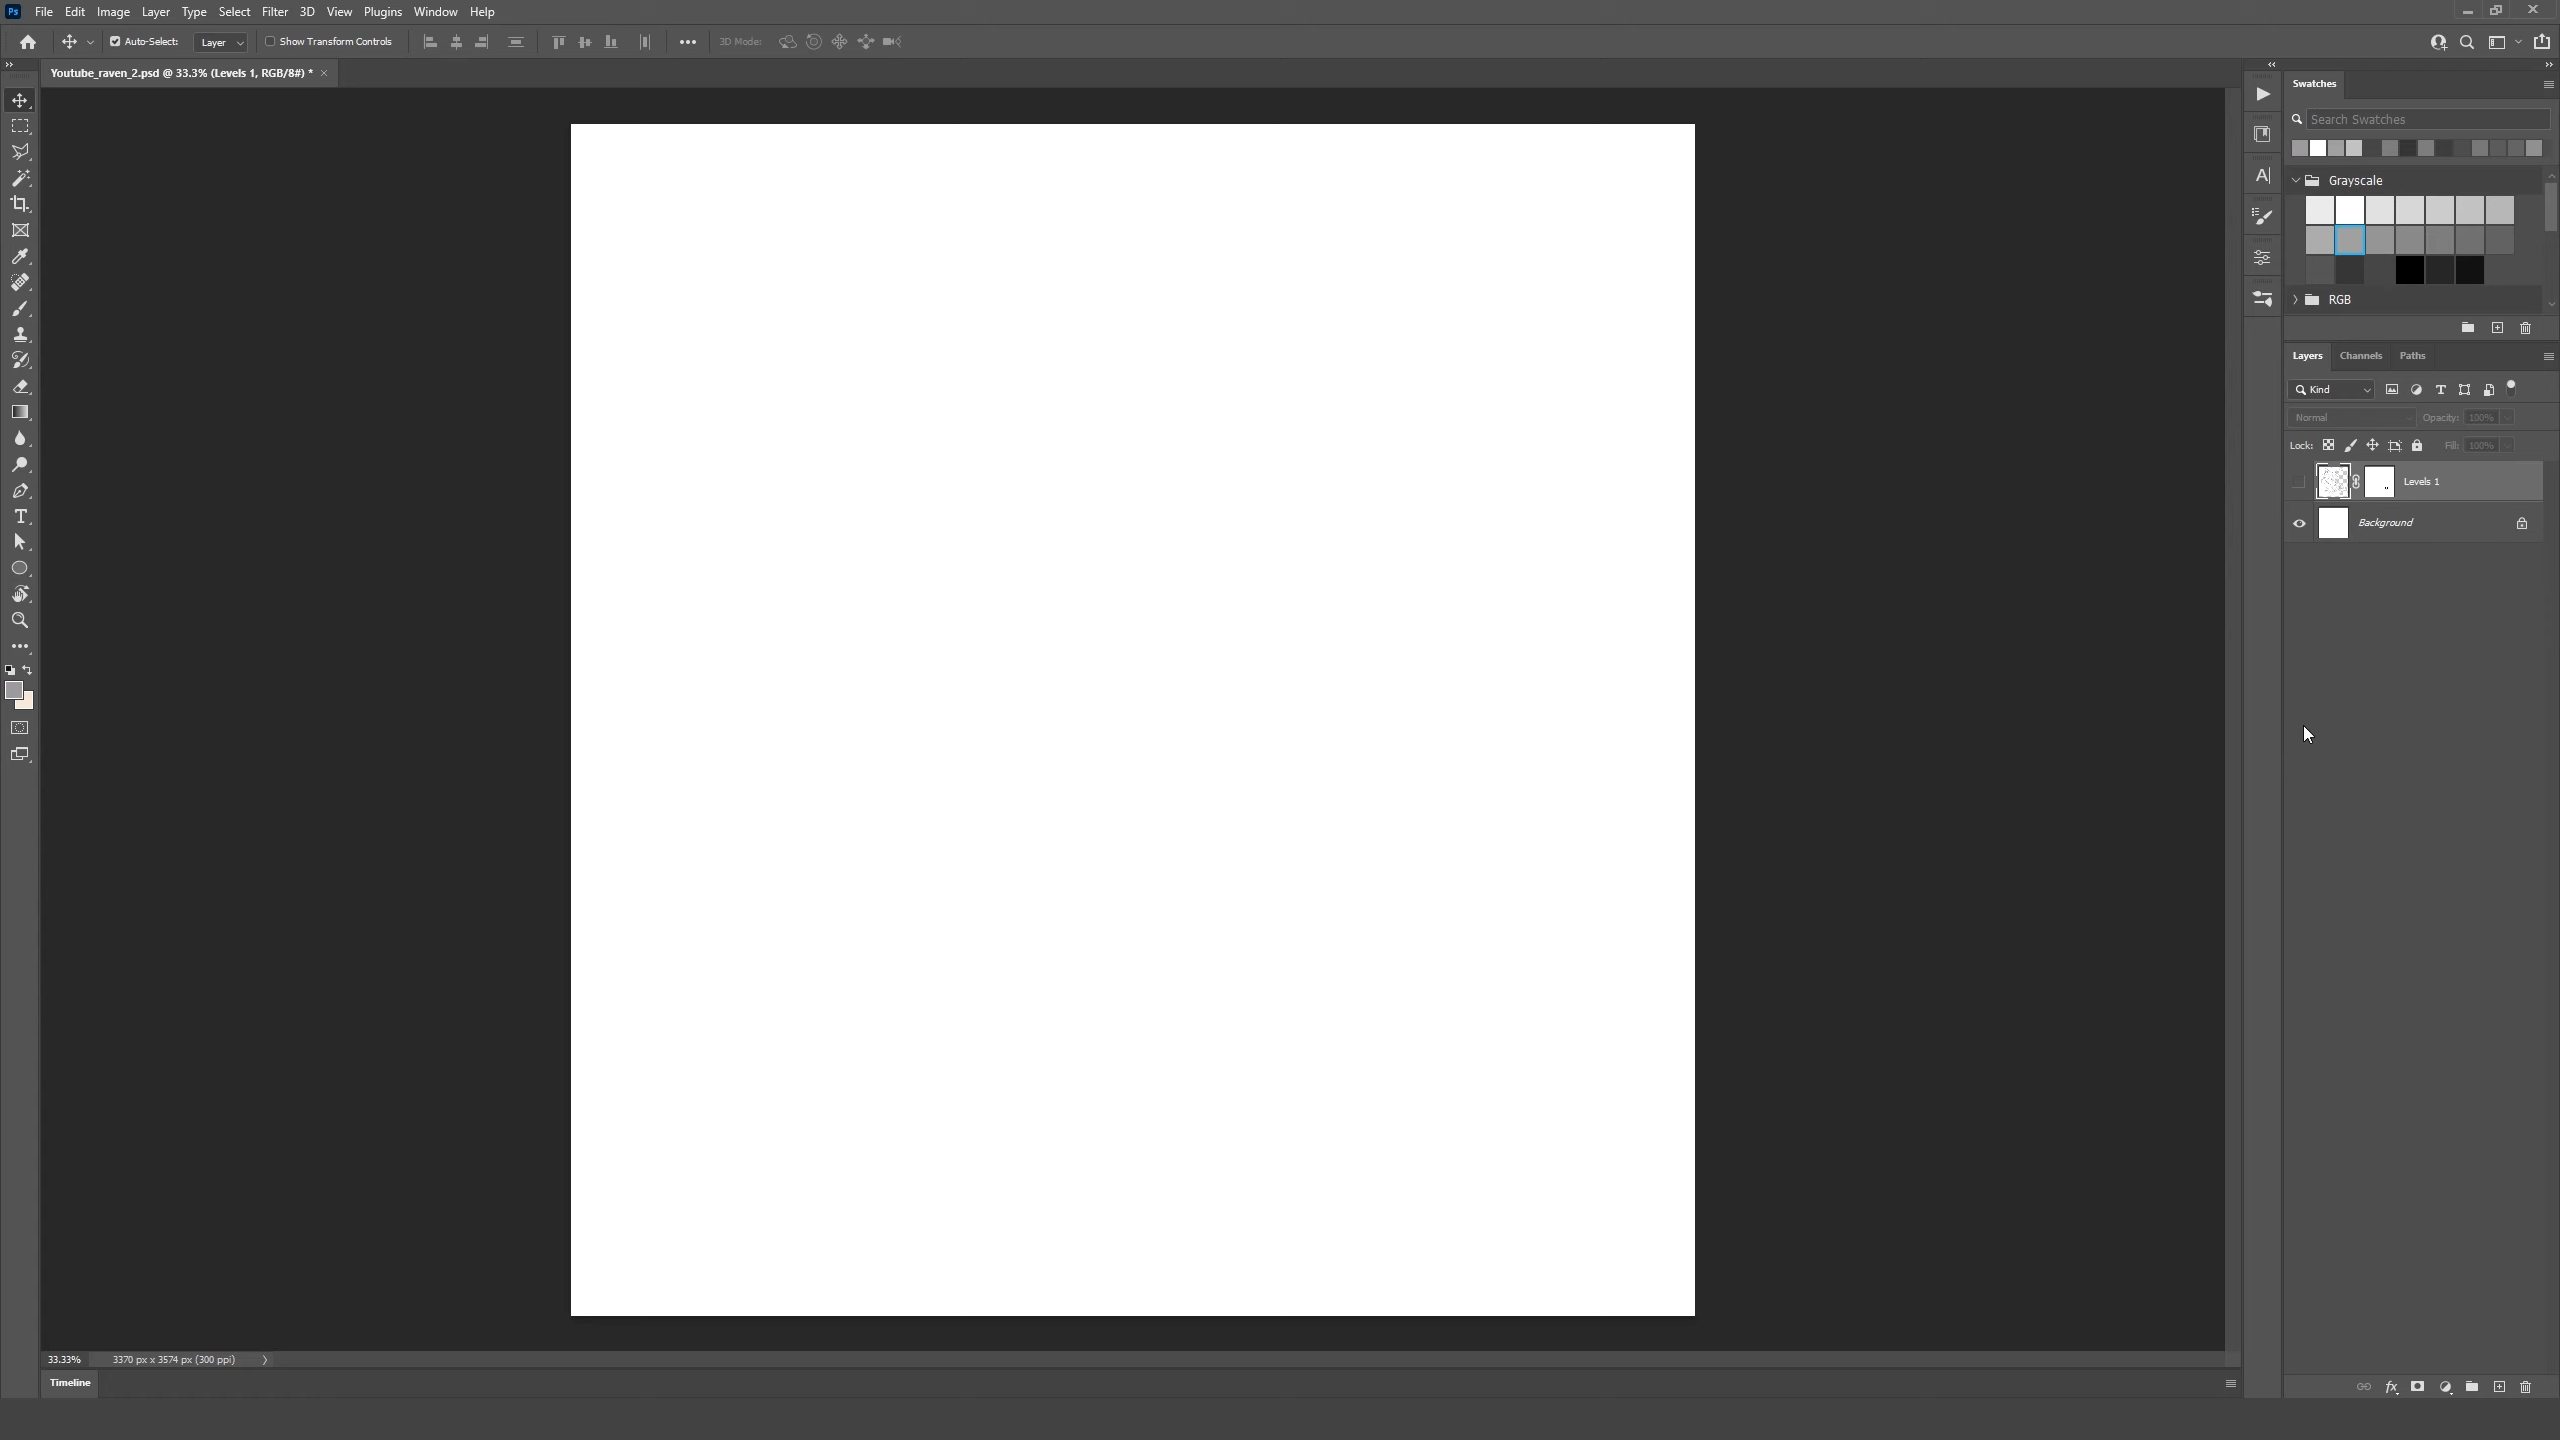 Ps File Edit Image Layer Type Select Filter 3D View Plugins Window Help
Auto-Select: Layer Show Transform Controls 3D Mode:
Youtube_raven_2.psd @ 33.3% (Levels 1, RGB/8#) * ×
Swatches
Search Swatches
Grayscale
RGB
Layers Channels Paths
Kind
Normal Opacity: 100%
Lock: Fill: 100%
Levels 1
Background
33.33% 3370 px x 3574 px (300 ppi)
Timeline
fx